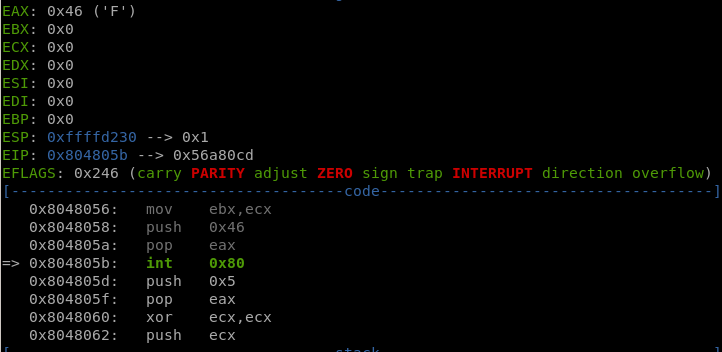 EAX: 0x46 ('F')
EBX: 0x0
ECX: 0x0
EDX: 0x0
ESI: 0x0
EDI: 0x0
EBP: 0x0
ESP: 0xffffd230 --> 0x1
EIP: 0x804805b --> 0x56a80cd
EFLAGS: 0x246 (carry PARITY adjust ZERO sign trap INTERRUPT direction overflow)
[-------------------------------------code-------------------------------------]
   0x8048056:	mov    ebx,ecx
   0x8048058:	push   0x46
   0x804805a:	pop    eax
=> 0x804805b:	int    0x80
   0x804805d:	push   0x5
   0x804805f:	pop    eax
   0x8048060:	xor    ecx,ecx
   0x8048062:	push   ecx
[------------------------------------stack-------------------------------------]